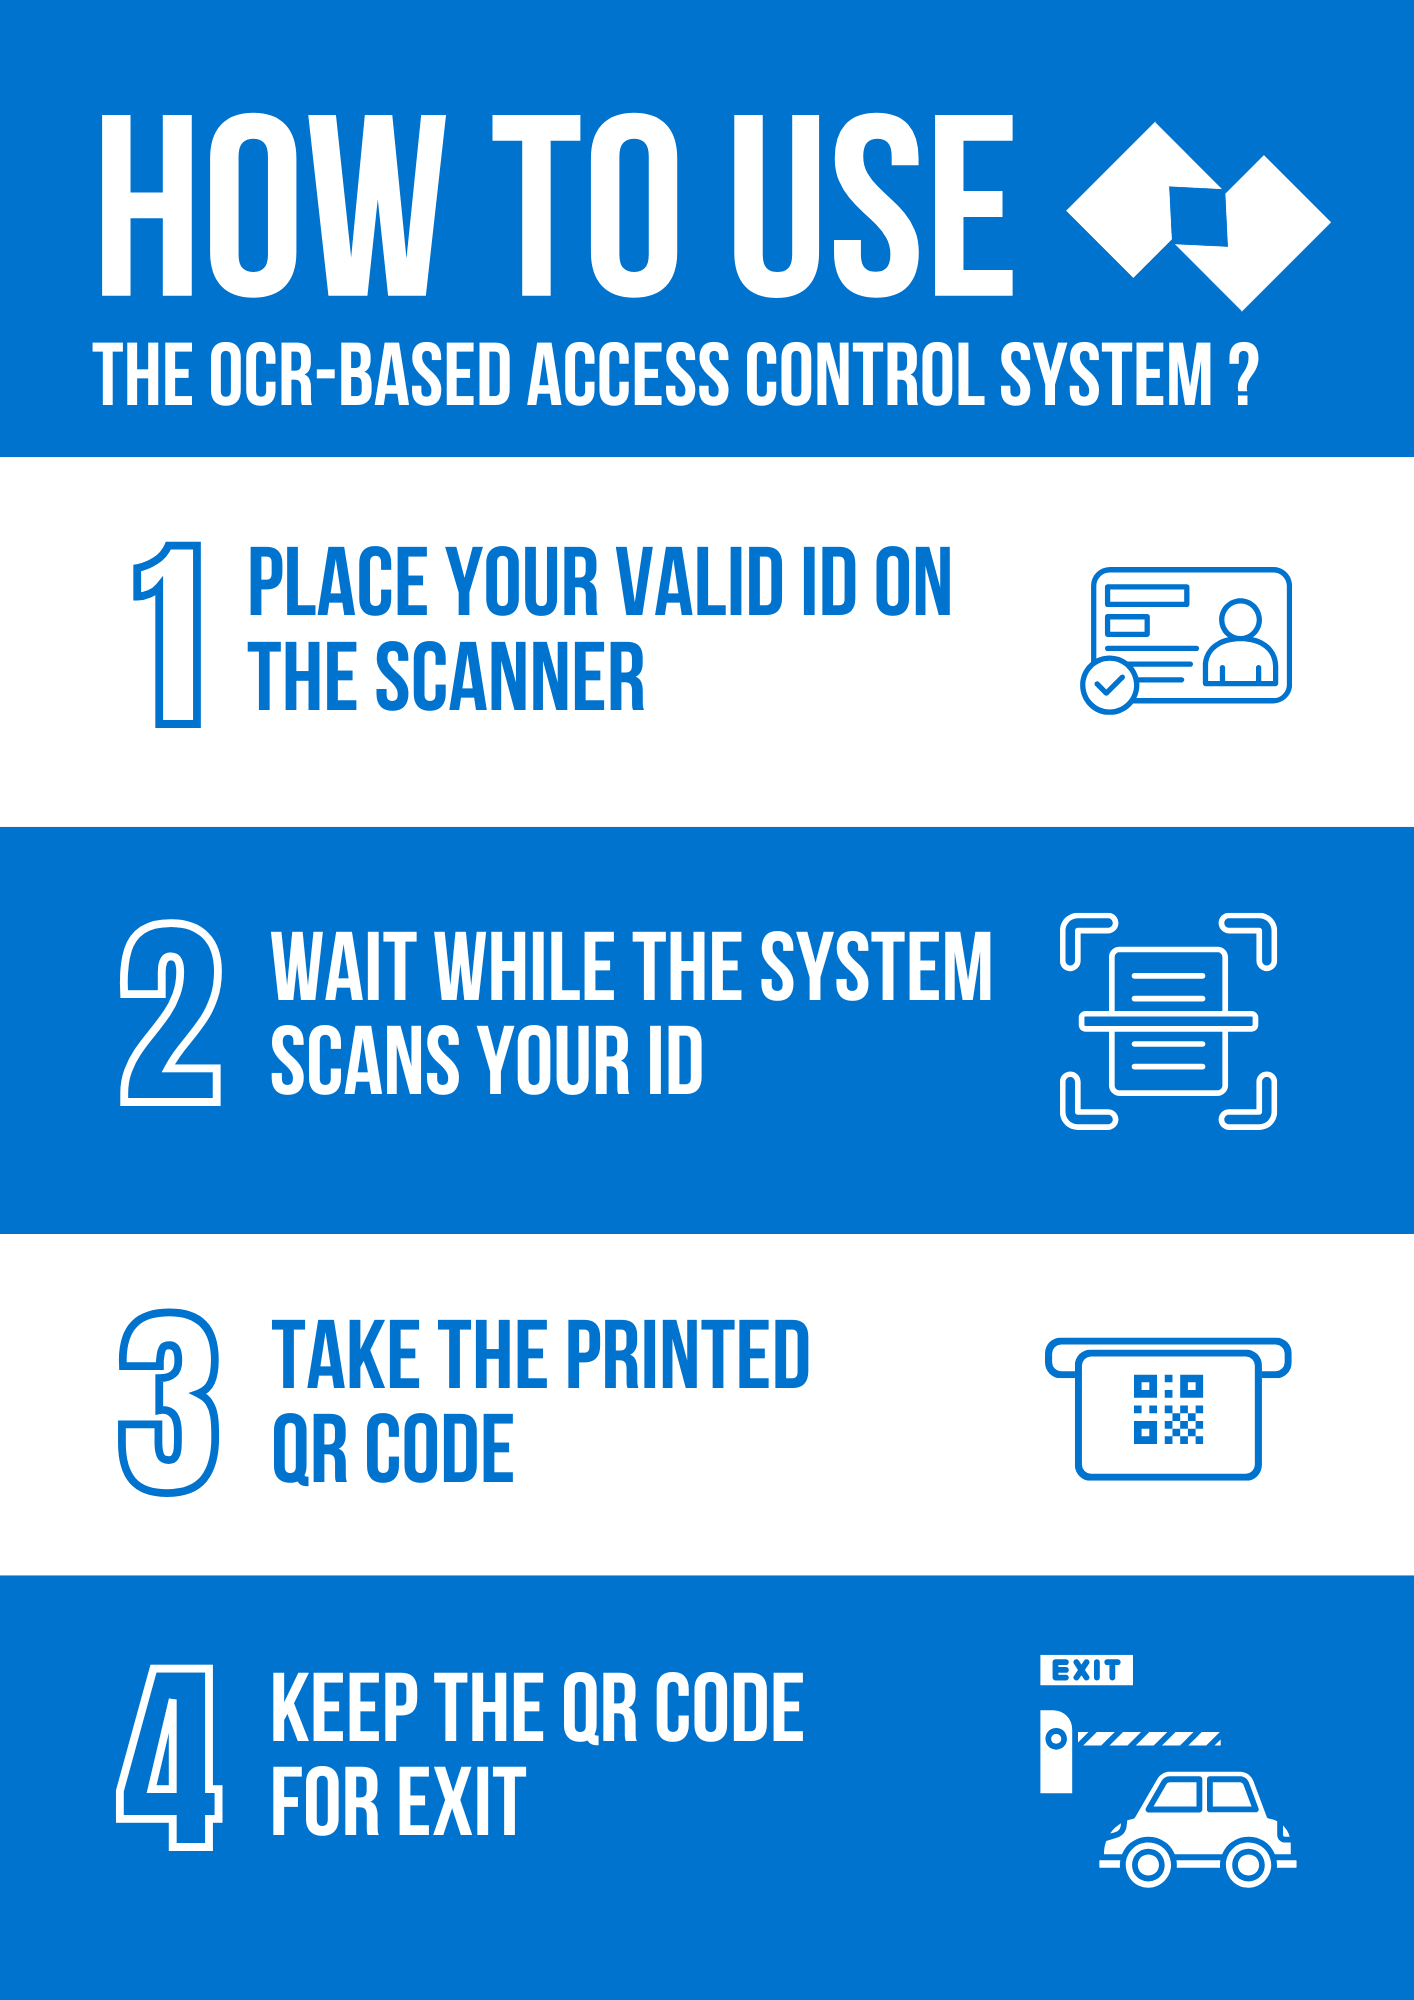 HOW TO USE
THE OCR-BASED ACCESS CONTROL SYSTEM ?
1
PLACE YOUR VALID ID ON
THE SCANNER
2
WAIT WHILE THE SYSTEM
SCANS YOUR ID
3
TAKE THE PRINTED
QR CODE
4
KEEP THE QR CODE
FOR EXIT
EXIT